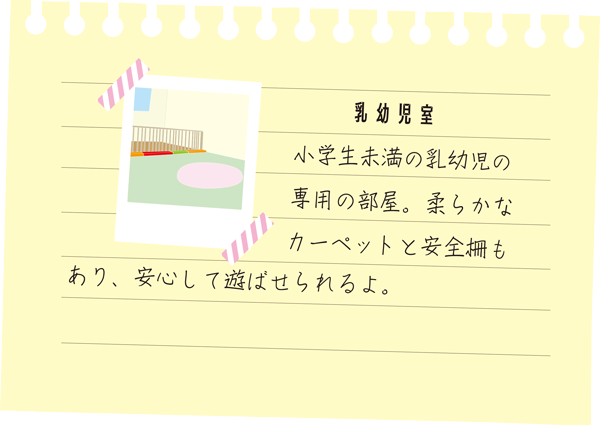 乳幼児室
小学生未満の乳幼児の
専用の部屋。柔らかな
カーペットと安全柵も
あり、安心して遊ばせられるよ。